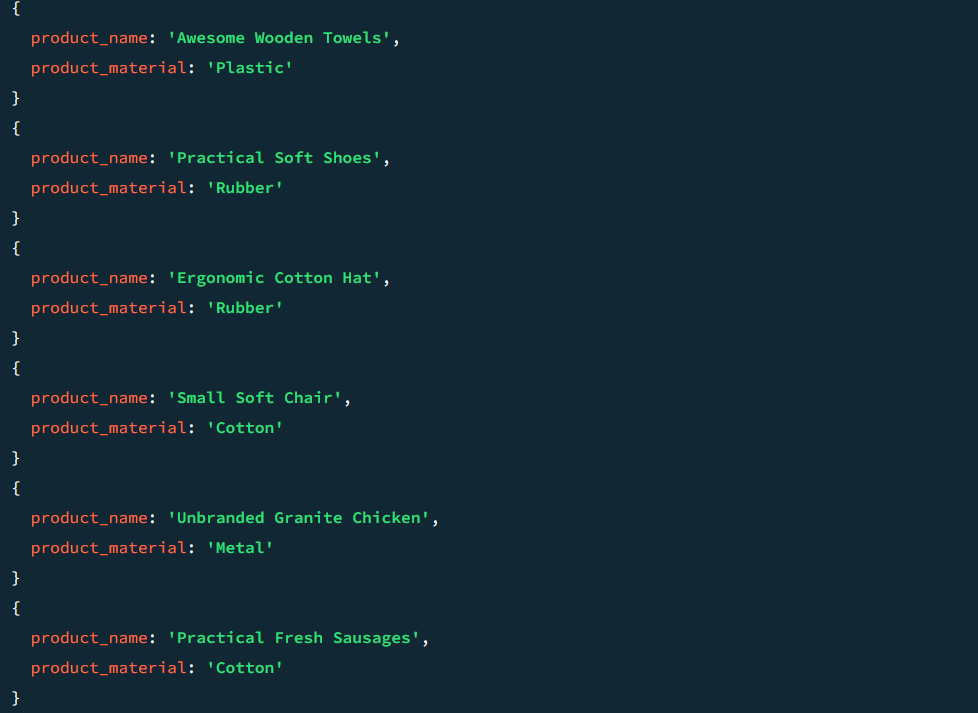 {
  product_name: 'Awesome Wooden Towels',
  product_material: 'Plastic'
}
{
  product_name: 'Practical Soft Shoes',
  product_material: 'Rubber'
}
{
  product_name: 'Ergonomic Cotton Hat',
  product_material: 'Rubber'
}
{
  product_name: 'Small Soft Chair',
  product_material: 'Cotton'
}
{
  product_name: 'Unbranded Granite Chicken',
  product_material: 'Metal'
}
{
  product_name: 'Practical Fresh Sausages',
  product_material: 'Cotton'
}